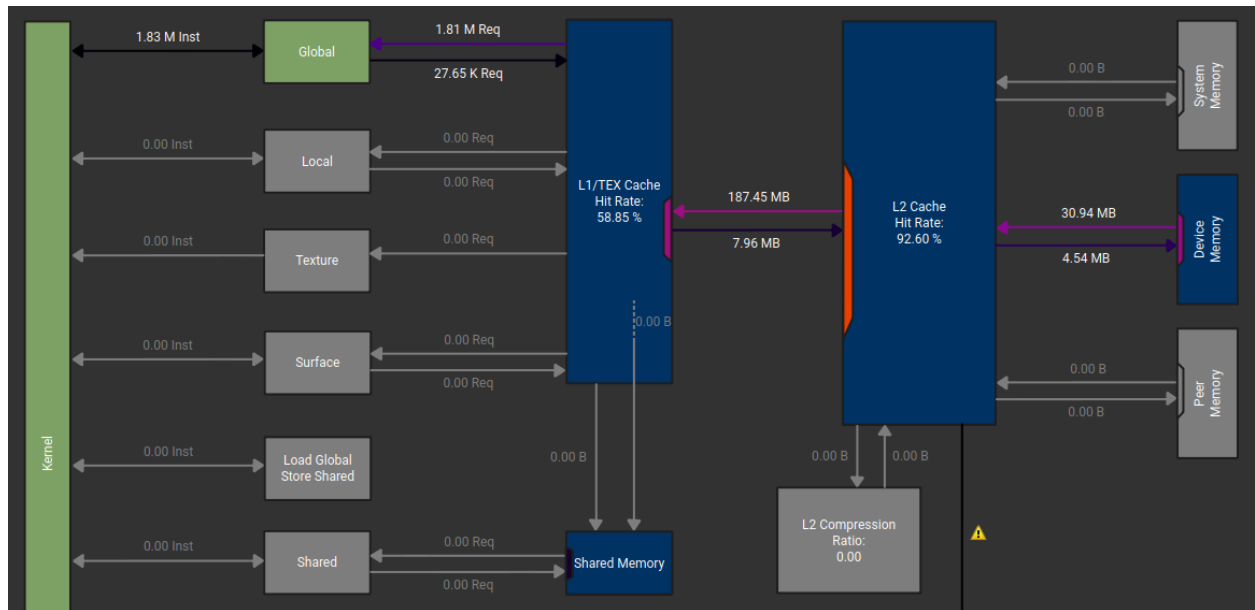 1.83 M Inst
Global
1.81 M Req
27.65 K Req
0.00 B
0.00 B
System
Memory
0.00 Inst
Local
0.00 Req
0.00 Req
L1/TEX Cache
Hit Rate:
58.85 %
187.45 MB
7.96 MB
L2 Cache
Hit Rate:
92.60 %
30.94 MB
4.54 MB
Device
Memory
0.00 Inst
Texture
0.00 Req
0.00 B
0.00 Inst
Surface
0.00 Req
0.00 Req
0.00 B
0.00 B
Peer
Memory
Kernel
0.00 Inst
Load Global
Store Shared
0.00 B
0.00 B
0.00 B
L2 Compression
Ratio:
0.00
0.00 Inst
Shared
0.00 Req
0.00 Req
Shared Memory